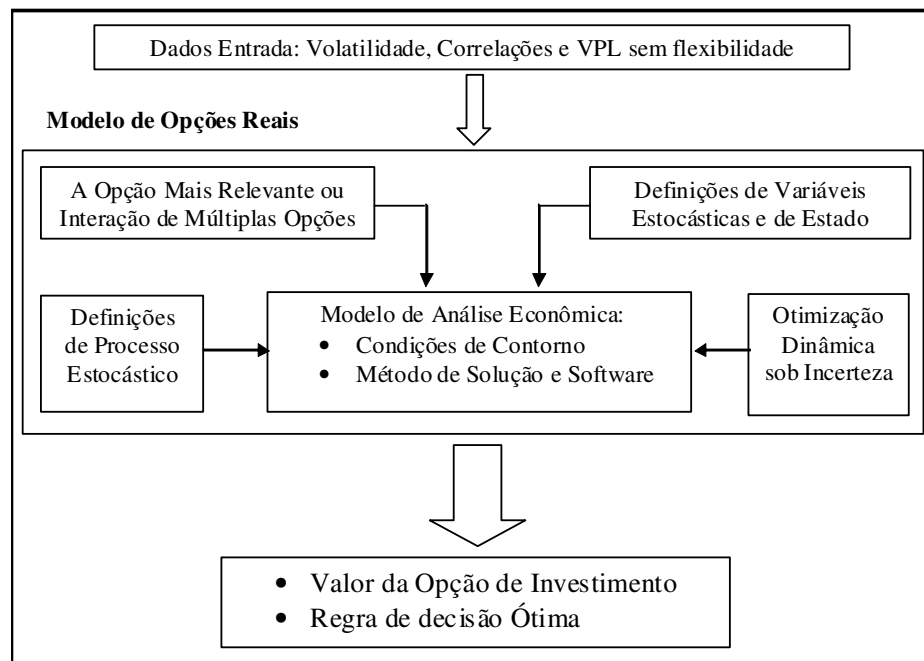 Dados Entrada: Volatilidade, Correlações e VPL sem flexibilidade
Modelo de Opções Reais
A Opção Mais Relevante ou
Interação de Múltiplas Opções
Definições de Variáveis
Estocásticas e de Estado
Definições
de Processo
Estocástico
Modelo de Análise Econômica:
• Condições de Contorno
• Método de Solução e Software
Otimização
Dinâmica
sob Incerteza
• Valor da Opção de Investimento
• Regra de decisão Ótima